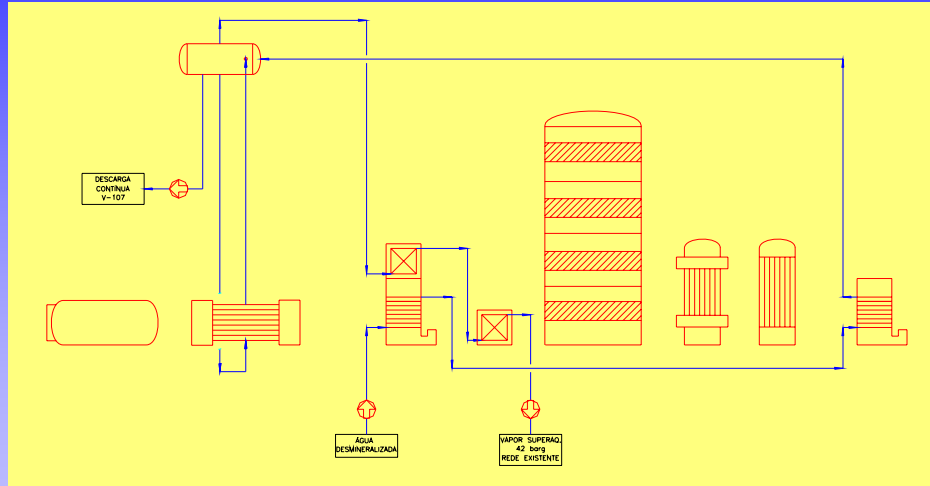 DESCARGA
CONTÍNUA
V-107
ÁGUA
DESMINERALIZADA
VAPOR SUPERAQ.
42 barg
REDE EXISTENTE